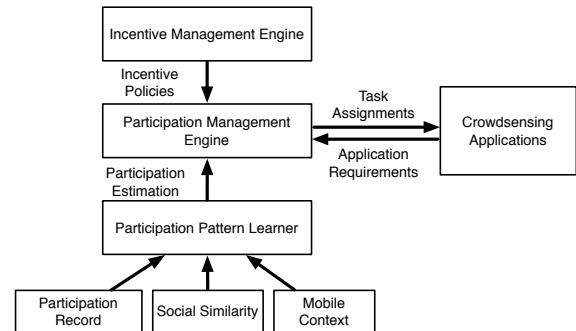 Incentive Management Engine
Incentive
Policies
Task
Assignments
Participation Management
Engine
Crowdsensing
Applications
Application
Requirements
Participation
Estimation
Participation Pattern Learner
Participation
Record
Social Similarity
Mobile
Context